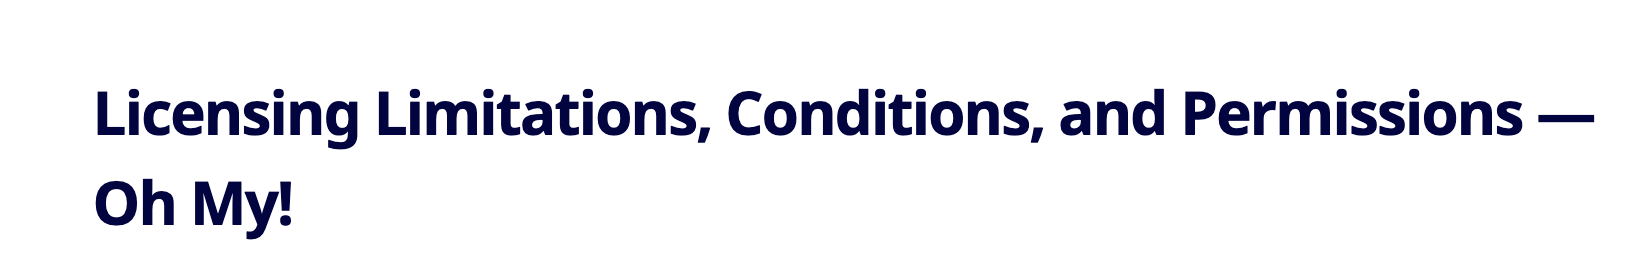 Licensing Limitations, Conditions, and Permissions —
Oh My!